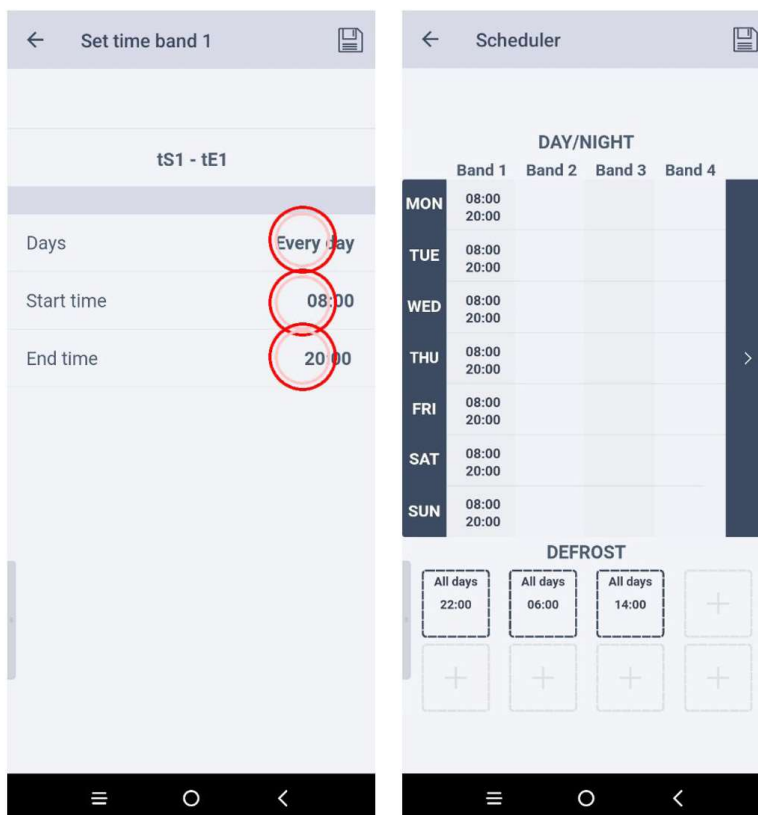 Set time band 1
tS1 - tE1
Days Every day
Start time 08:00
End time 20:00
Scheduler
DAY/NIGHT
Band 1 Band 2 Band 3 Band 4
MON 08:00
20:00
TUE 08:00
20:00
WED 08:00
20:00
THU 08:00
20:00
FRI 08:00
20:00
SAT 08:00
20:00
SUN 08:00
20:00
DEFROST
All days All days All days
22:00 06:00 14:00